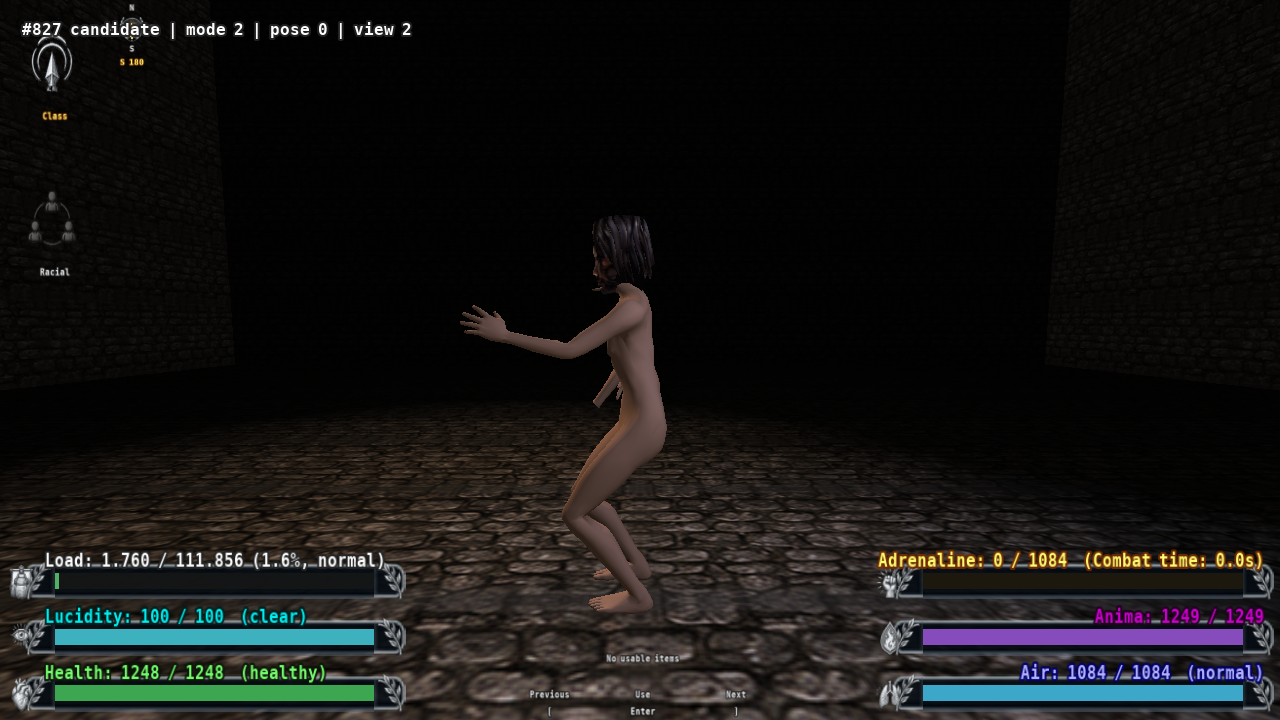 #827 candidate | mode 2 | pose 0 | view 2
N
S
S 180
Class
Racial
Load: 1.760 / 111.856 (1.6%, normal)
Lucidity: 100 / 100 (clear)
Health: 1248 / 1248 (healthy)
Adrenaline: 0 / 1084 (Combat time: 0.0s)
Anima: 1249 / 1249
Air: 1084 / 1084 (normal)
No usable items
Previous Use Next
[ Enter ]